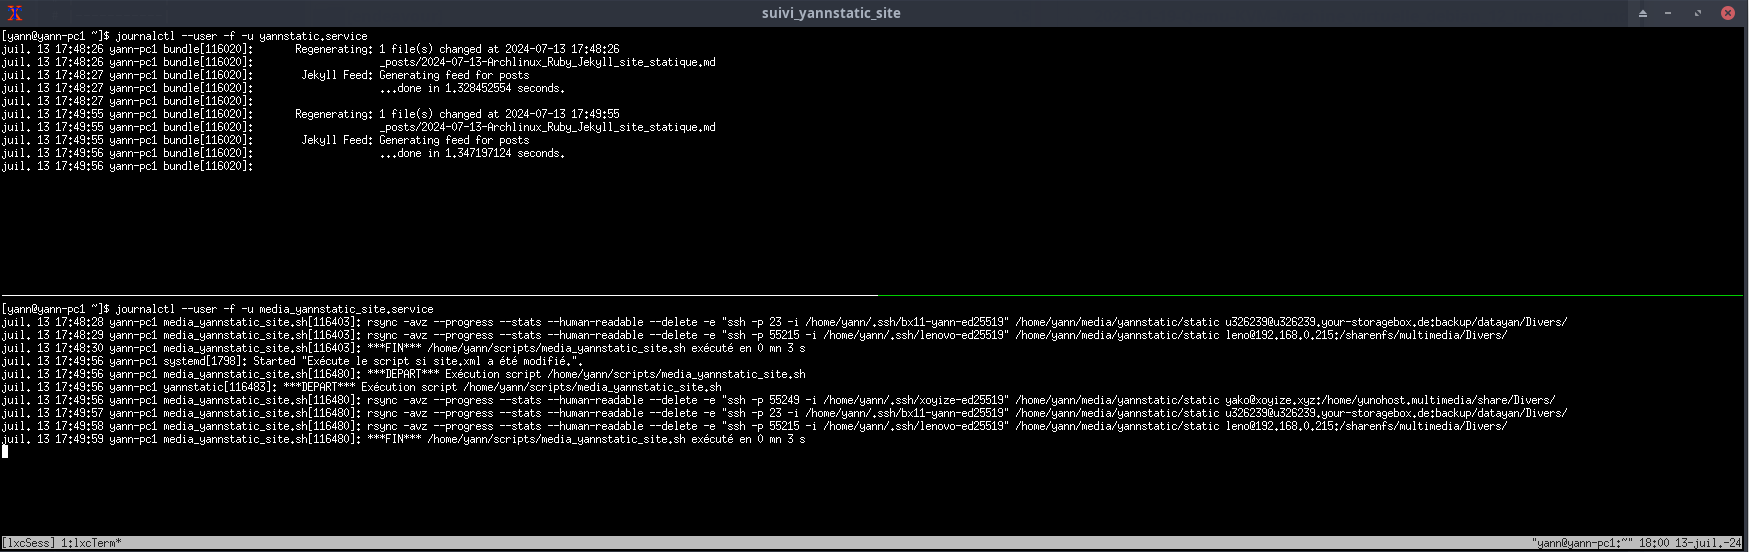 suivi_yannstatic_site
[yann@yann-pc1 ~]$ journalctl --user -f -u yannstatic.service
juil. 13 17:48:26 yann-pc1 bundle[116020]:       Regenerating: 1 file(s) changed at 2024-07-13 17:48:26
juil. 13 17:48:26 yann-pc1 bundle[116020]:                     _posts/2024-07-13-Archlinux_Ruby_Jekyll_site_statique.md
juil. 13 17:48:27 yann-pc1 bundle[116020]:        Jekyll Feed: Generating feed for posts
juil. 13 17:48:27 yann-pc1 bundle[116020]:                     ...done in 1.328452554 seconds.
juil. 13 17:48:27 yann-pc1 bundle[116020]:
juil. 13 17:49:55 yann-pc1 bundle[116020]:       Regenerating: 1 file(s) changed at 2024-07-13 17:49:55
juil. 13 17:49:55 yann-pc1 bundle[116020]:                     _posts/2024-07-13-Archlinux_Ruby_Jekyll_site_statique.md
juil. 13 17:49:55 yann-pc1 bundle[116020]:        Jekyll Feed: Generating feed for posts
juil. 13 17:49:56 yann-pc1 bundle[116020]:                     ...done in 1.347197124 seconds.
juil. 13 17:49:56 yann-pc1 bundle[116020]:
[yann@yann-pc1 ~]$ journalctl --user -f -u media_yannstatic_site.service
juil. 13 17:48:28 yann-pc1 media_yannstatic_site.sh[116403]: rsync -avz --progress --stats --human-readable --delete -e "ssh -p 23 -i /home/yann/.ssh/bx11-yann-ed25519" /home/yann/media/yannstatic/static u326239@u326239.your-storagebox.de:backup/datayan/Divers/
juil. 13 17:48:29 yann-pc1 media_yannstatic_site.sh[116403]: rsync -avz --progress --stats --human-readable --delete -e "ssh -p 55215 -i /home/yann/.ssh/lenovo-ed25519" /home/yann/media/yannstatic/static leno@192.168.0.215:/sharenfs/multimedia/Divers/
juil. 13 17:48:30 yann-pc1 media_yannstatic_site.sh[116403]: ***FIN*** /home/yann/scripts/media_yannstatic_site.sh exécuté en 0 mn 3 s
juil. 13 17:49:56 yann-pc1 systemd[1798]: Started "Exécute le script si site.xml a été modifié.".
juil. 13 17:49:56 yann-pc1 media_yannstatic_site.sh[116480]: ***DEPART*** Exécution script /home/yann/scripts/media_yannstatic_site.sh
juil. 13 17:49:56 yann-pc1 yannstatic[116483]: ***DEPART*** Exécution script /home/yann/scripts/media_yannstatic_site.sh
juil. 13 17:49:56 yann-pc1 media_yannstatic_site.sh[116480]: rsync -avz --progress --stats --human-readable --delete -e "ssh -p 55249 -i /home/yann/.ssh/xoyize-ed25519" /home/yann/media/yannstatic/static yako@xoyize.xyz:/home/yunohost.multimedia/share/Divers/
juil. 13 17:49:57 yann-pc1 media_yannstatic_site.sh[116480]: rsync -avz --progress --stats --human-readable --delete -e "ssh -p 23 -i /home/yann/.ssh/bx11-yann-ed25519" /home/yann/media/yannstatic/static u326239@u326239.your-storagebox.de:backup/datayan/Divers/
juil. 13 17:49:58 yann-pc1 media_yannstatic_site.sh[116480]: rsync -avz --progress --stats --human-readable --delete -e "ssh -p 55215 -i /home/yann/.ssh/lenovo-ed25519" /home/yann/media/yannstatic/static leno@192.168.0.215:/sharenfs/multimedia/Divers/
juil. 13 17:49:59 yann-pc1 media_yannstatic_site.sh[116480]: ***FIN*** /home/yann/scripts/media_yannstatic_site.sh exécuté en 0 mn 3 s
[lxcSess] 1:lxcTerm* "yann@yann-pc1:~" 18:00 13-juil.-24